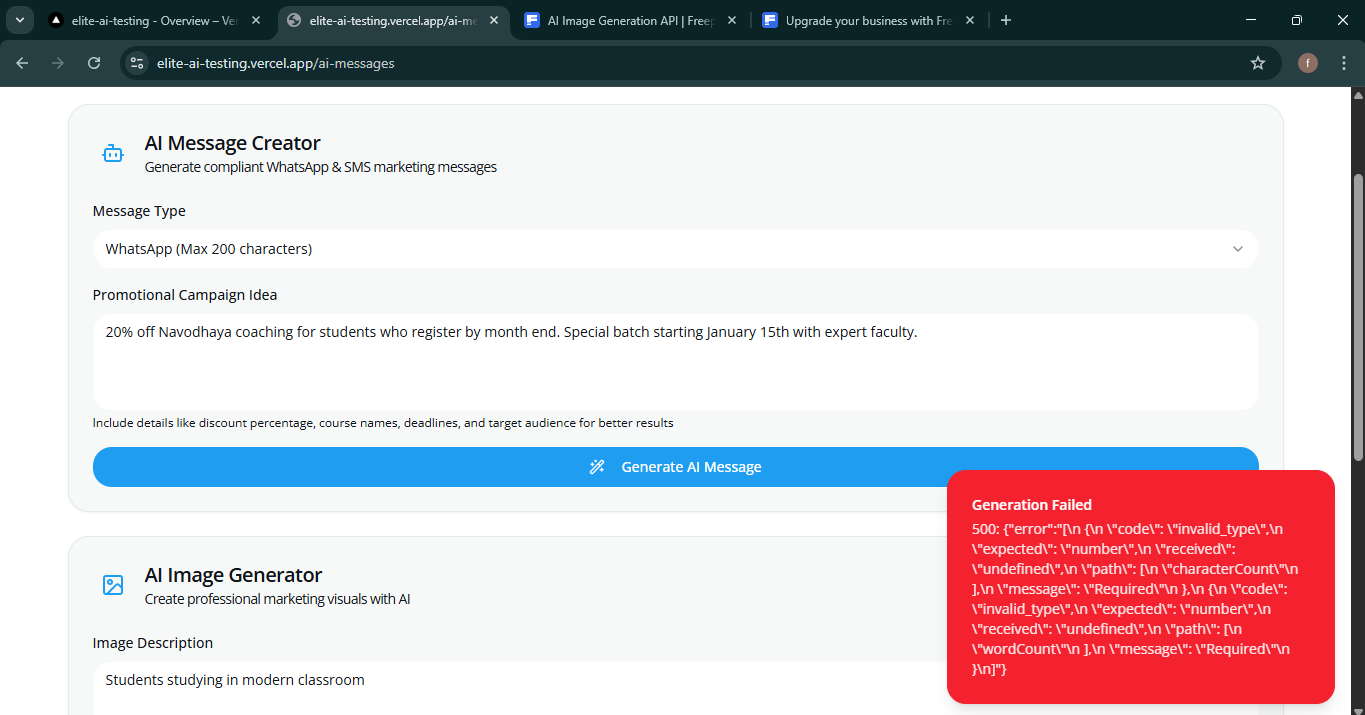 elite-ai-testing - Overview – Ver
elite-ai-testing.vercel.app/ai-me
AI Image Generation API | Freep
Upgrade your business with Fre
elite-ai-testing.vercel.app/ai-messages
f
AI Message Creator
Generate compliant WhatsApp & SMS marketing messages
Message Type
WhatsApp (Max 200 characters)
Promotional Campaign Idea
20% off Navodhaya coaching for students who register by month end. Special batch starting January 15th with expert faculty.
Include details like discount percentage, course names, deadlines, and target audience for better results
Generate AI Message
AI Image Generator
Create professional marketing visuals with AI
Image Description
Students studying in modern classroom
Generation Failed
500: {"error":"[\n {\n \"code\": \"invalid_type\",\n
\"expected\": \"number\",\n \"received\":
\"undefined\",\n \"path\": [\n \"characterCount\"\n
],\n \"message\": \"Required\"\n },\n {\n \"code\":
\"invalid_type\",\n \"expected\": \"number\",\n
\"received\": \"undefined\",\n \"path\": [\n
\"wordCount\"\n ],\n \"message\": \"Required\"\n
}\n]"}